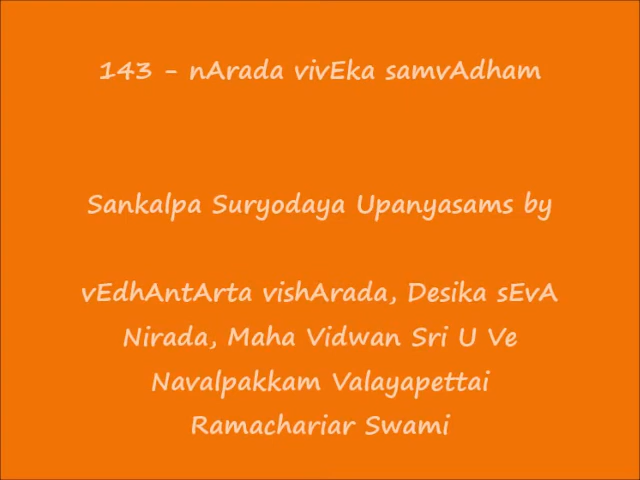 143 - nArada vivEka samvAdham
Sankalpa Suryodaya Upanyasams by
vEdhAntArta vishArada, Desika sEvA
Nirada, Maha Vidwan Sri U Ve
Navalpakkam Valayapettai
Ramachariar Swami